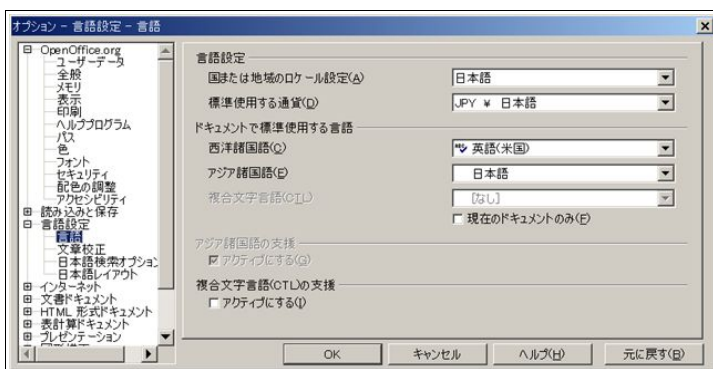 オプション - 言語設定 - 言語
OpenOffice.org
ユーザーデータ
全般
メモリ
表示
印刷
ヘルププログラム
パス
色
フォント
セキュリティ
配色の調整
アクセシビリティ
読み込みと保存
言語設定
言語
文章校正
日本語検索オプション
日本語レイアウト
インターネット
文書ドキュメント
HTML 形式ドキュメント
表計算ドキュメント
プレゼンテーション
言語設定
国または地域のロケール設定(A) 日本語
標準使用する通貨(D) JPY ¥ 日本語
ドキュメントで標準使用する言語
西洋諸国語(C) 英語(米国)
アジア諸国語(E) 日本語
複合文字言語(CTL) [なし]
現在のドキュメントのみ(F)
アジア諸国語の支援
アクティブにする(G)
複合文字言語(CTL)の支援
アクティブにする(I)
OK キャンセル ヘルプ(H) 元に戻す(B)